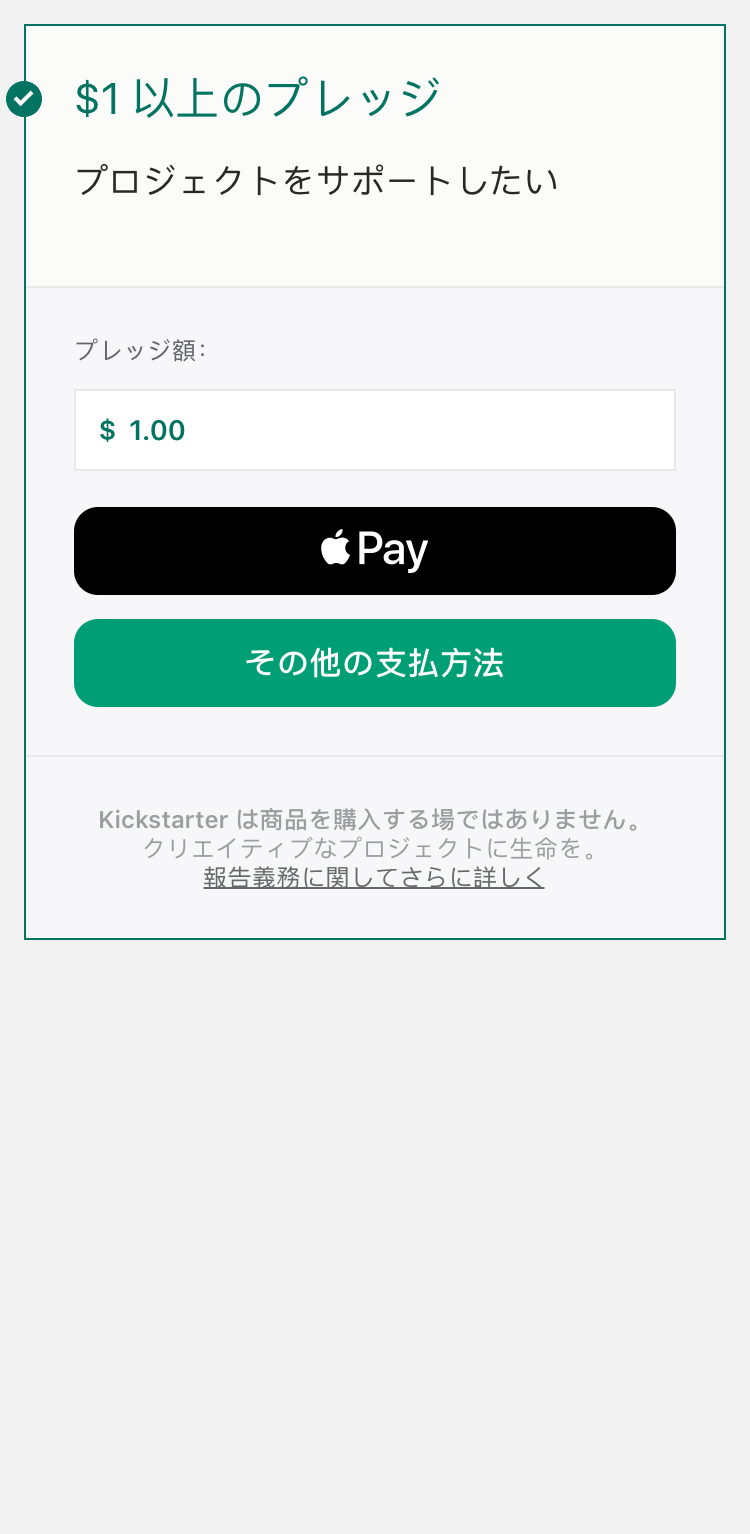 $1 以上のプレッジ
プロジェクトをサポートしたい
プレッジ額:
$ 1.00
Pay
その他の支払方法
Kickstarter は商品を購入する場ではありません。
クリエイティブなプロジェクトに生命を。
報告義務に関してさらに詳しく